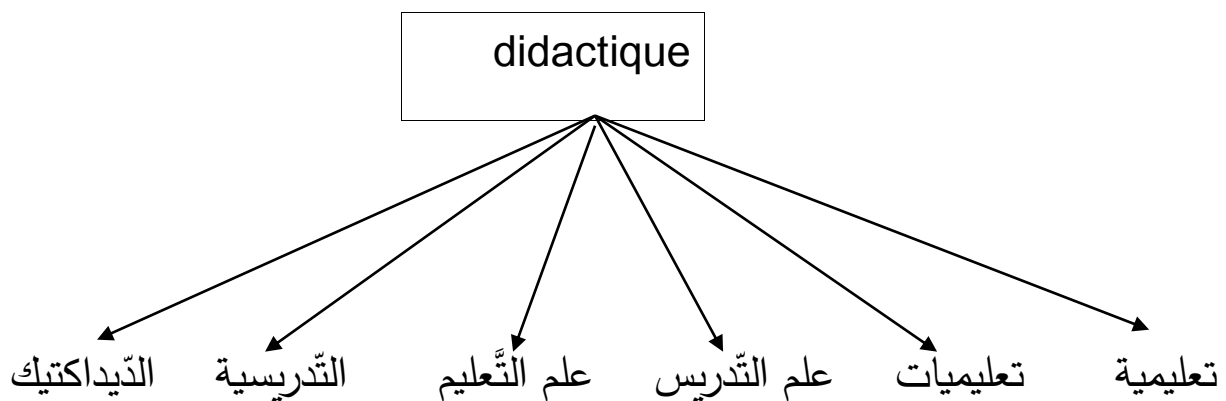 didactique
تعليمية تعليميات علم التّدريس علم التَّعليم التّدريسية الدّيداكتيك